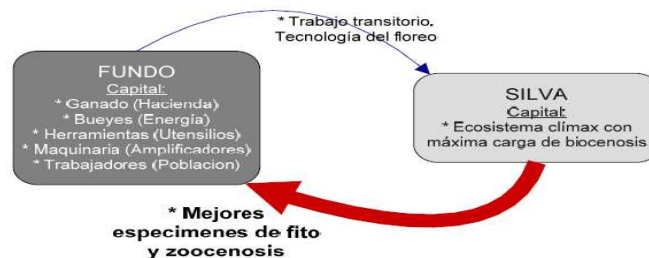 * Trabajo transitorio.
Tecnología del floreo
FUNDO
Capital:
* Ganado (Hacienda)
* Bueyes (Energía)
* Herramientas (Utensilios)
* Maquinaria (Amplificadores)
* Trabajadores (Poblacion)
SILVA
Capital:
* Ecosistema clímax con
máxima carga de biocenosis
* Mejores
especimenes de fito
y zoocenosis